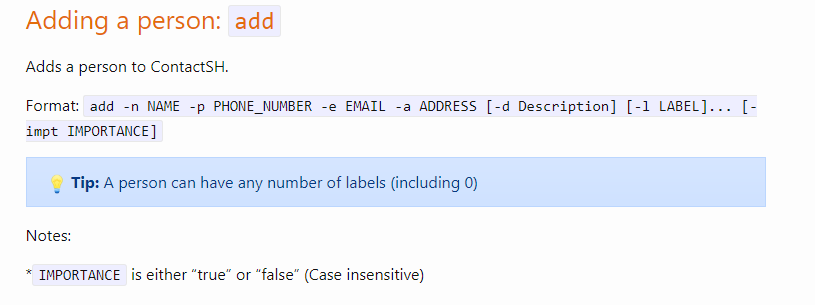 Adding a person: add
Adds a person to ContactSH.
Format: add -n NAME -p PHONE_NUMBER -e EMAIL -a ADDRESS [-d Description] [-l LABEL]... [-
impt IMPORTANCE]
💡 Tip: A person can have any number of labels (including 0)
Notes:
*IMPORTANCE is either “true” or “false” (Case insensitive)